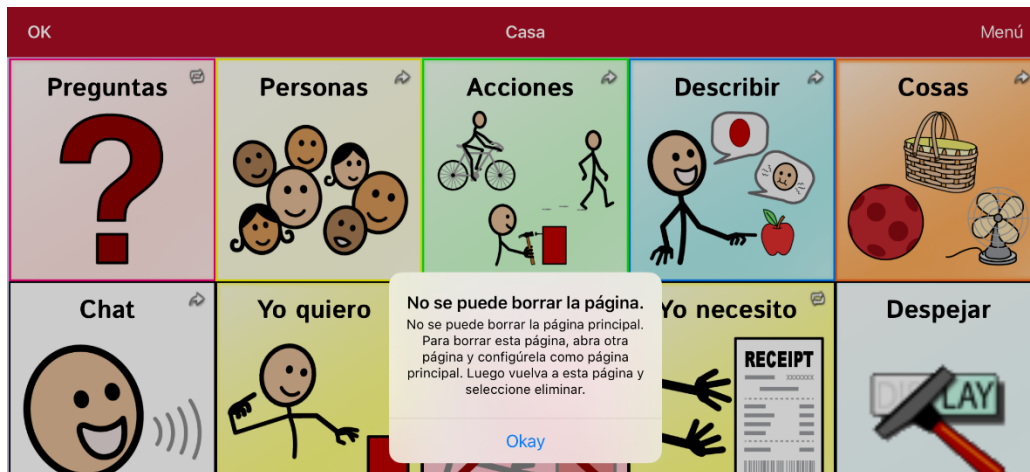 OK Casa Menú
Preguntas Personas Acciones Describir Cosas
Chat Yo quiero Yo necesito Despejar
No se puede borrar la página.
No se puede borrar la página principal.
Para borrar esta página, abra otra
página y configúrela como página
principal. Luego vuelva a esta página y
seleccione eliminar.
Okay
RECEIPT
XXXXXXX
DISPLAY